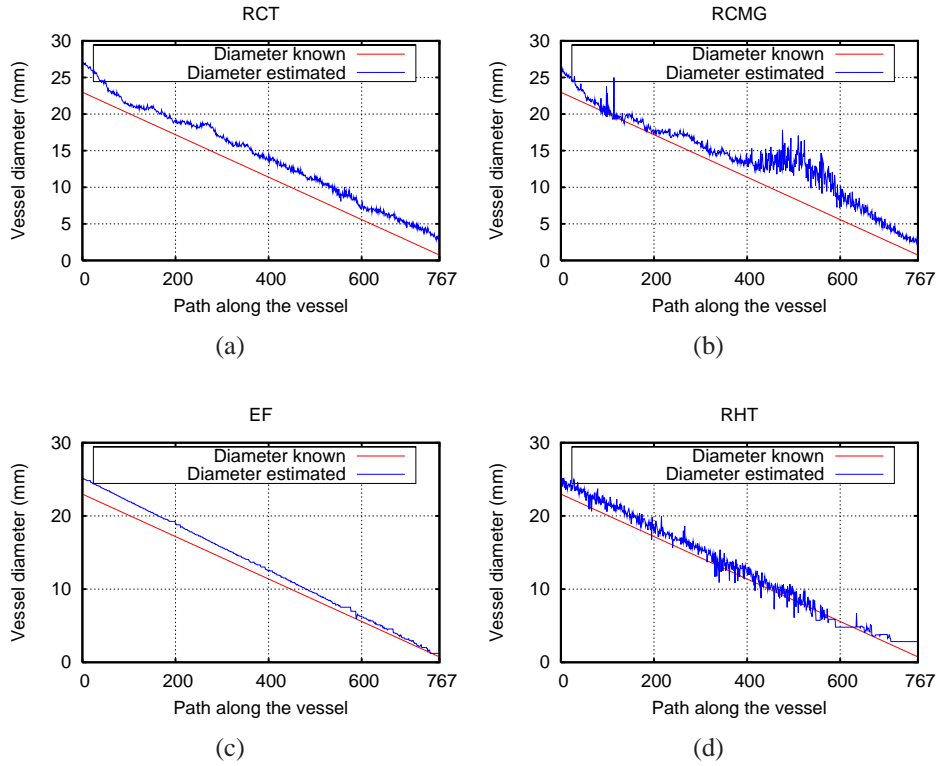 RCT
30
25
20
15
10
5
0
Vessel diameter (mm)
Diameter known
Diameter estimated
0 200 400 600 767
Path along the vessel
(a)
RCMG
30
25
20
15
10
5
0
Vessel diameter (mm)
Diameter known
Diameter estimated
0 200 400 600 767
Path along the vessel
(b)
EF
30
20
10
0
Vessel diameter (mm)
Diameter known
Diameter estimated
0 200 400 600 767
Path along the vessel
(c)
RHT
30
20
10
0
Vessel diameter (mm)
Diameter known
Diameter estimated
0 200 400 600 767
Path along the vessel
(d)